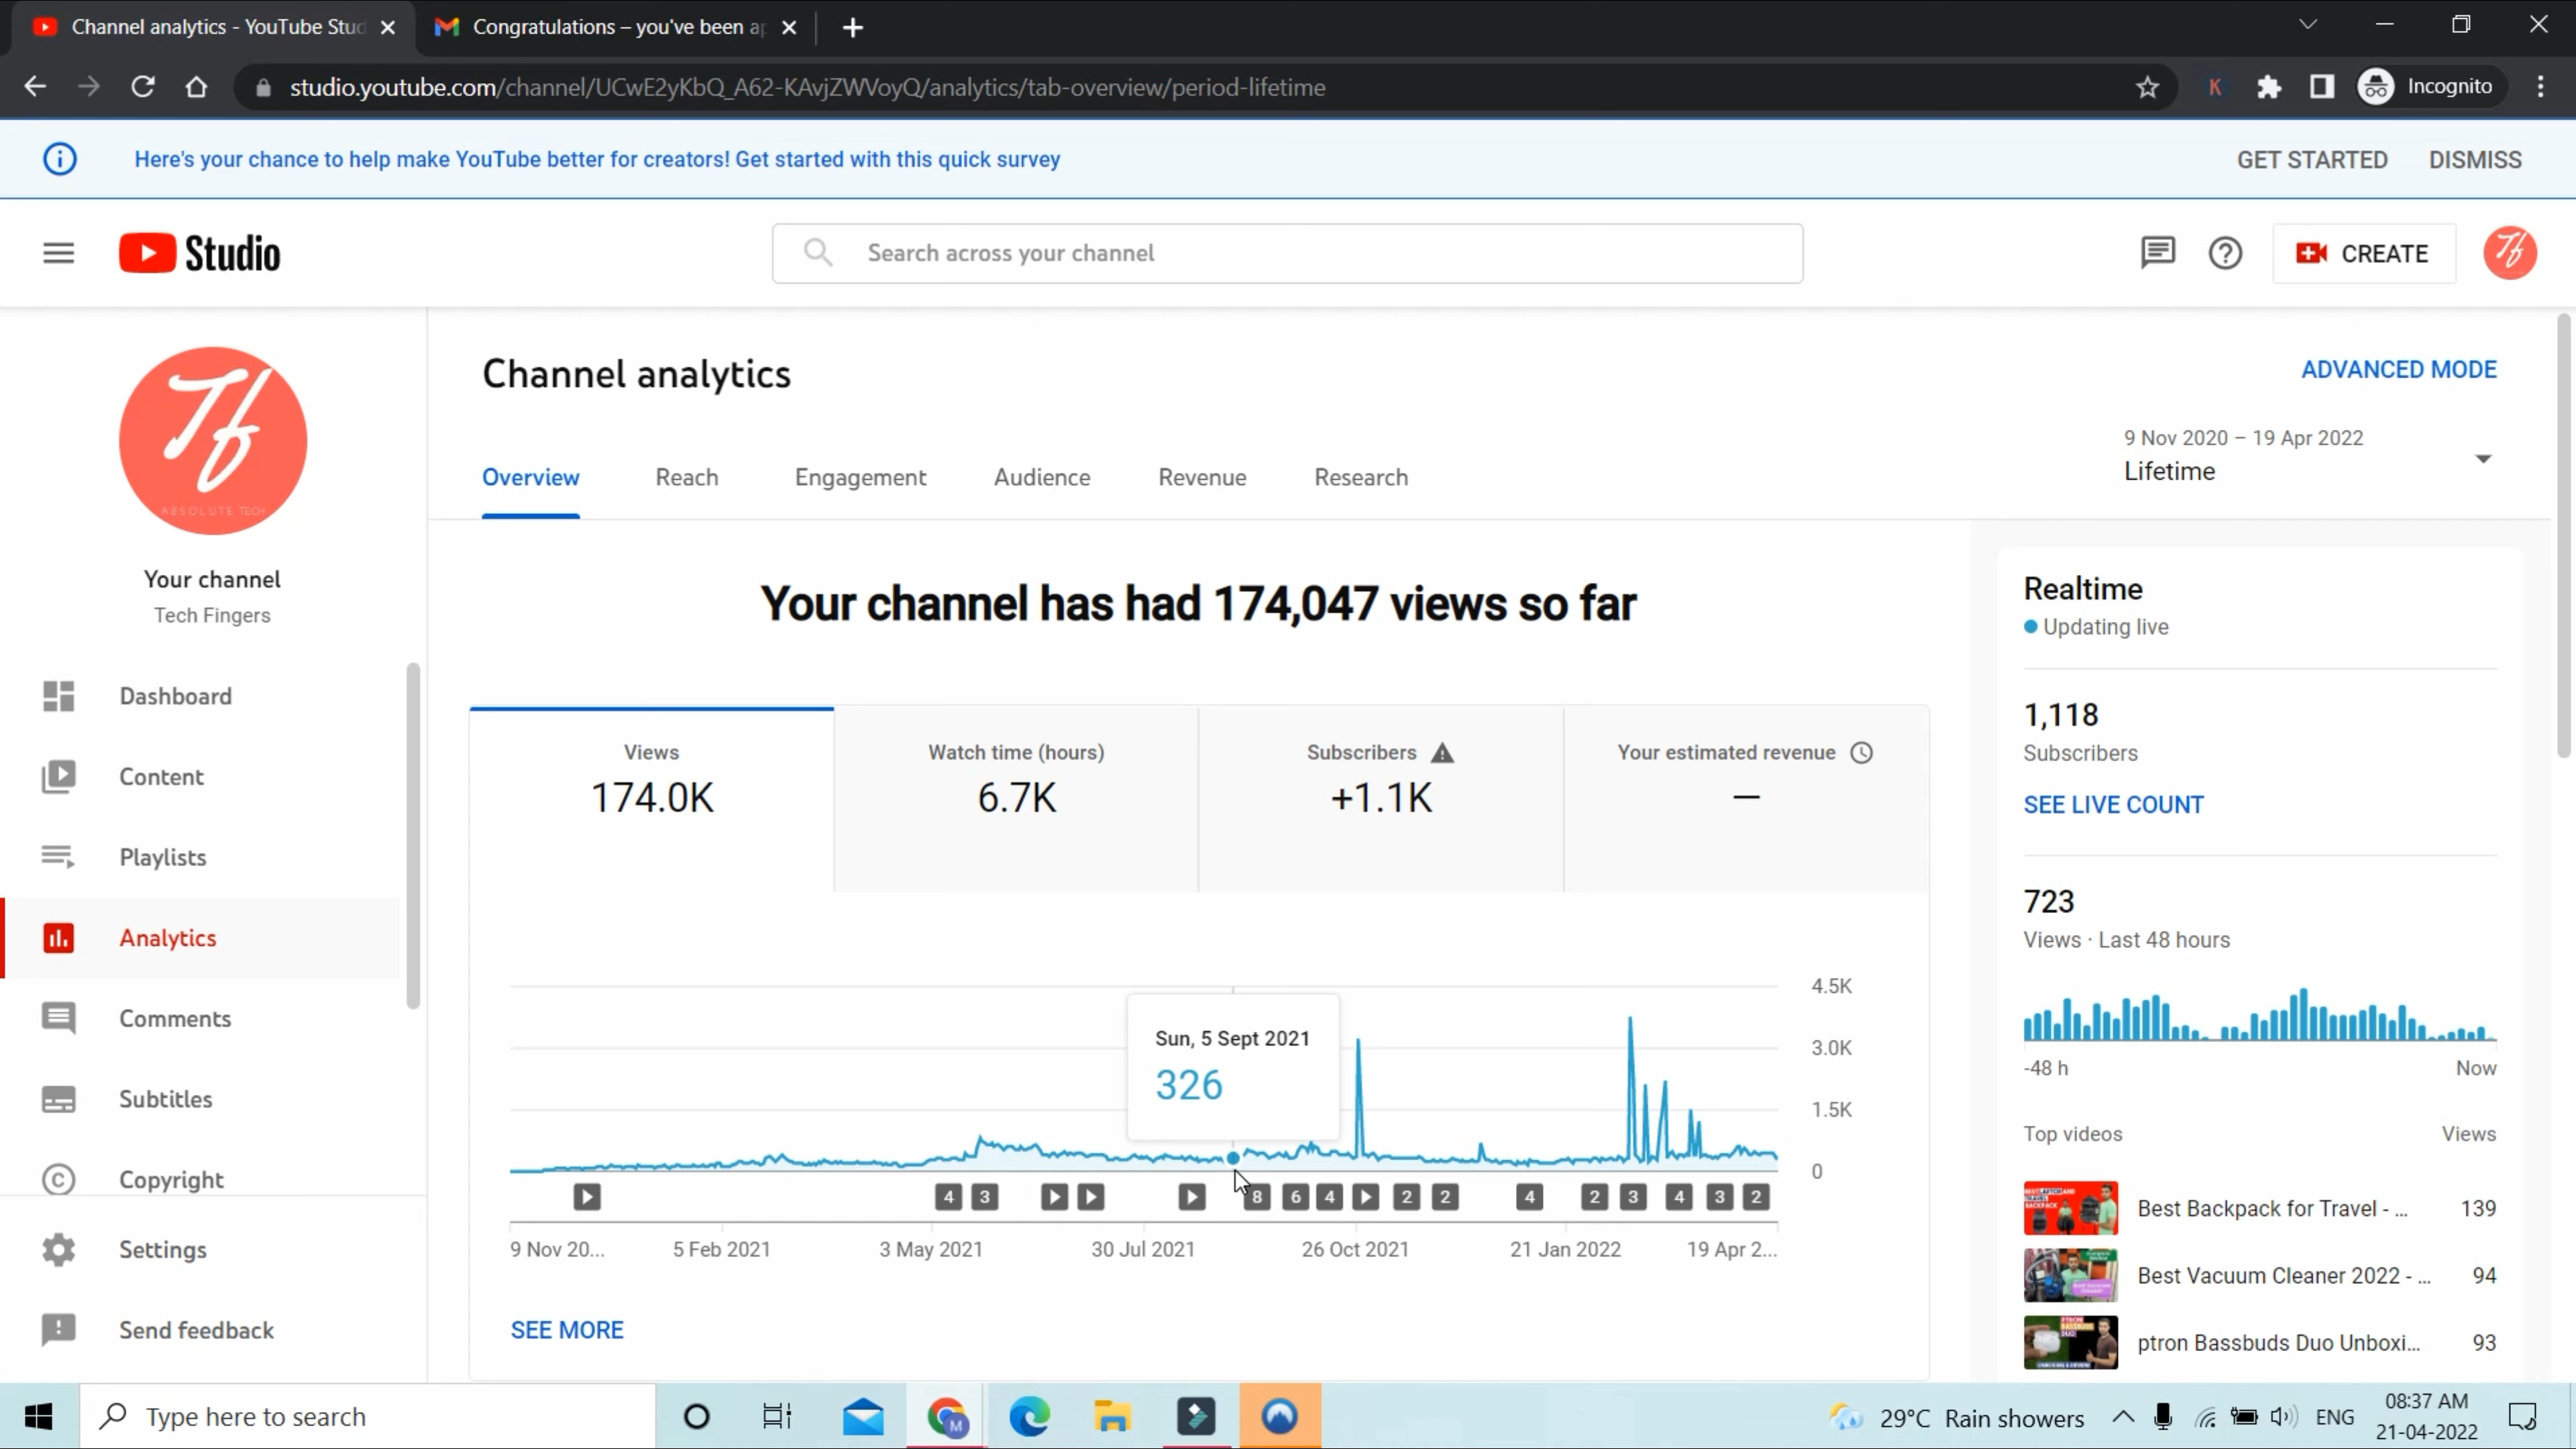 Channel analytics - YouTube Stud
Congratulations – you've been ap
studio.youtube.com/channel/UCwE2yKbQ_A62-KAvjZWVoyQ/analytics/tab-overview/period-lifetime
K
Incognito
Here's your chance to help make YouTube better for creators! Get started with this quick survey
GET STARTED
DISMISS
Studio
Search across your channel
CREATE
Tf
Tf
ABSOLUTE TECH
Your channel
Tech Fingers
Dashboard
Content
Playlists
Analytics
Comments
Subtitles
Copyright
Settings
Send feedback
Channel analytics
ADVANCED MODE
Overview
Reach
Engagement
Audience
Revenue
Research
9 Nov 2020 – 19 Apr 2022
Lifetime
Your channel has had 174,047 views so far
Views
174.0K
Watch time (hours)
6.7K
Subscribers
+1.1K
Your estimated revenue
—
4.5K
3.0K
1.5K
0
Sun, 5 Sept 2021
326
4 3 8 6 4 2 2 4 2 3 4 3 2
9 Nov 20... 5 Feb 2021 3 May 2021 30 Jul 2021 26 Oct 2021 21 Jan 2022 19 Apr 2...
SEE MORE
Realtime
Updating live
1,118
Subscribers
SEE LIVE COUNT
723
Views · Last 48 hours
-48 h
Now
Top videos
Views
Best Backpack for Travel - ... 139
Best Vacuum Cleaner 2022 - ... 94
ptron Bassbuds Duo Unboxi... 93
Type here to search
M
29°C Rain showers
ENG
08:37 AM
21-04-2022